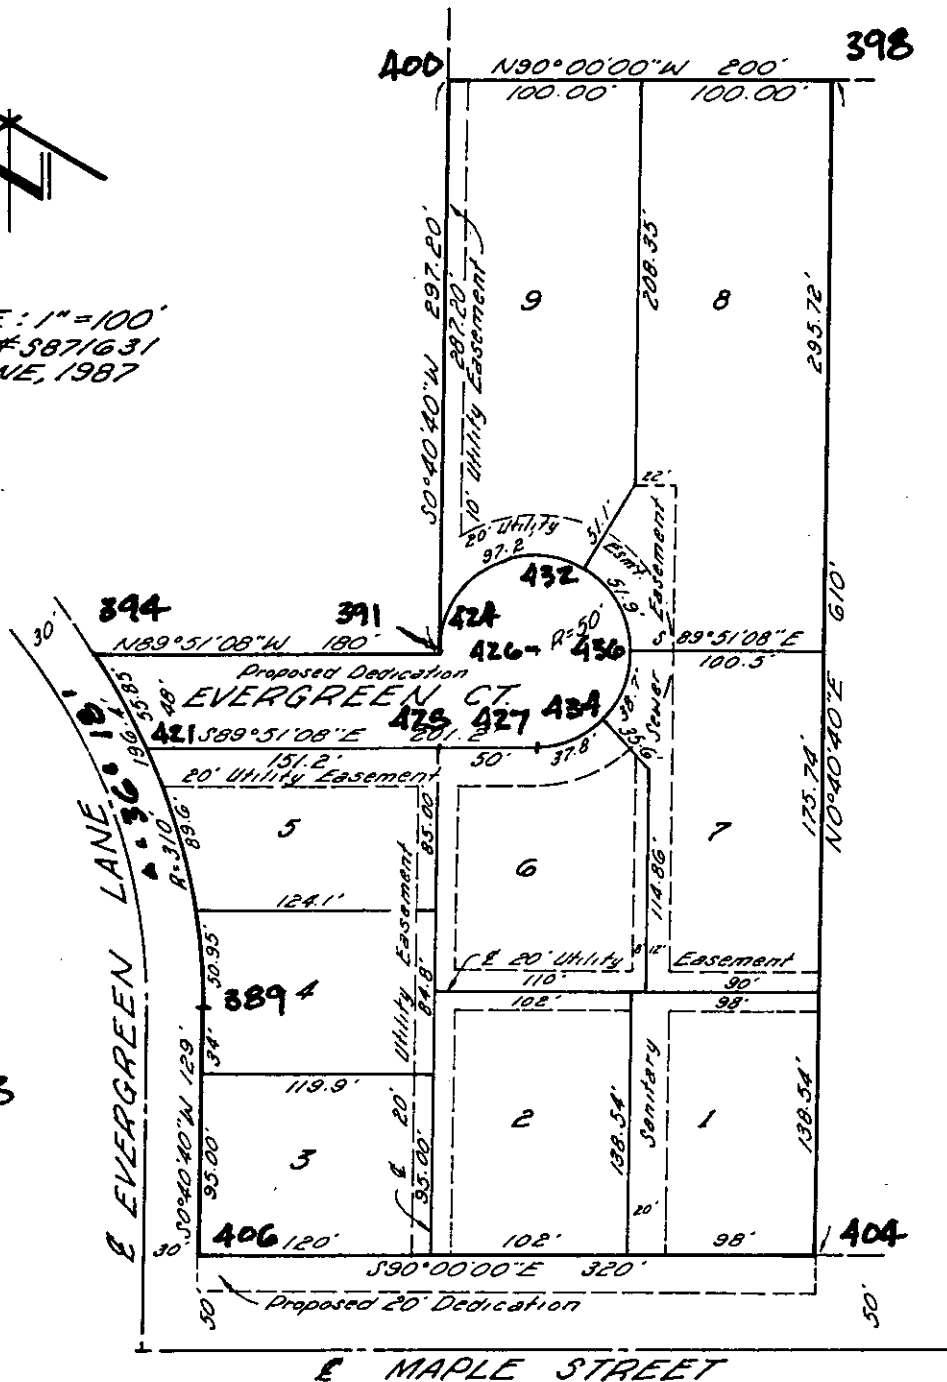 400
N90°00'00"W 200'
398
100.00' 100.00'
E: 1"=100'
#S871631
NE, 1987
S0°40'40"W 297.20'
287.20'
10' Utility Easement
208.35'
295.72'
9
8
22'
20' Utility
97.2
51.1'
Esmt.
Easement
432
51.9'
394
391
424
30'
N89°51'08"W 180'
426
R=50'
436
S 89°51'08"E
100.5'
Proposed Dedication
EVERGREEN CT.
55.85'
48'
196.4'
428 427 434
38.7'
Sewer
N0°40'40"E 610'
421 S89°51'08"E 201.2
35.6'
151.2'
50'
37.8'
20' Utility Easement
Δ=36°18'
R=310'
89.6'
5
85.00'
6
7
175.74'
114.86'
124.1'
Utility Easement
50.95'
84.8'
℄ 20' Utility
8' 12'
Easement
110'
90'
389 4
102'
98'
34'
119.9'
℄ EVERGREEN LANE
S0°40'40"W 129'
95.00'
3
℄ 20'
95.00'
2
138.54'
Sanitary
1
138.54'
20'
30'
406 120'
102'
98'
404
S90°00'00"E 320'
50'
Proposed 20' Dedication
50'
℄ MAPLE STREET